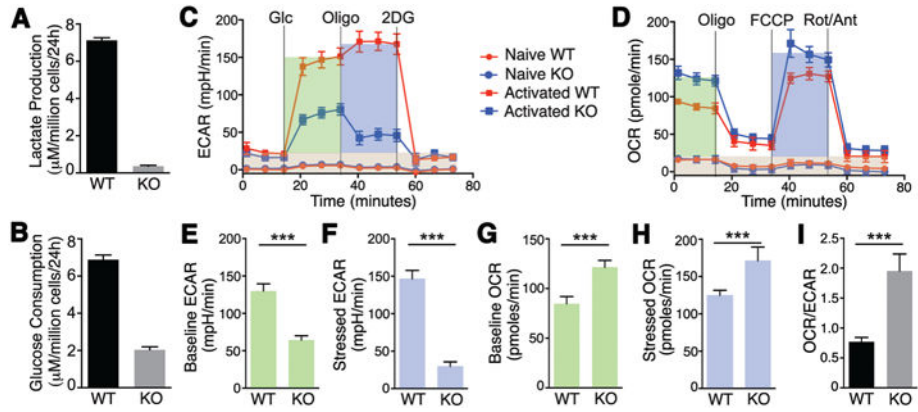 A
Lactate Production
(μM/million cells/24h)
8
6
4
2
0
WT KO
C
Glc Oligo 2DG
ECAR (mpH/min)
200
150
100
50
0
0 20 40 60 80
Time (minutes)
Naive WT
Naive KO
Activated WT
Activated KO
D
Oligo FCCP Rot/Ant
OCR (pmole/min)
200
150
100
50
0
0 20 40 60 80
Time (minutes)
B
Glucose Consumption
(μM/million cells/24h)
8
6
4
2
0
WT KO
E
***
Baseline ECAR
(mpH/min)
200
150
100
50
0
WT KO
F
***
Stressed ECAR
(mpH/min)
200
150
100
50
0
WT KO
G
***
Baseline OCR
(pmoles/min)
200
150
100
50
0
WT KO
H
***
Stressed OCR
(pmoles/min)
200
150
100
50
0
WT KO
I
***
OCR/ECAR
2.5
2.0
1.5
1.0
.5
0
WT KO